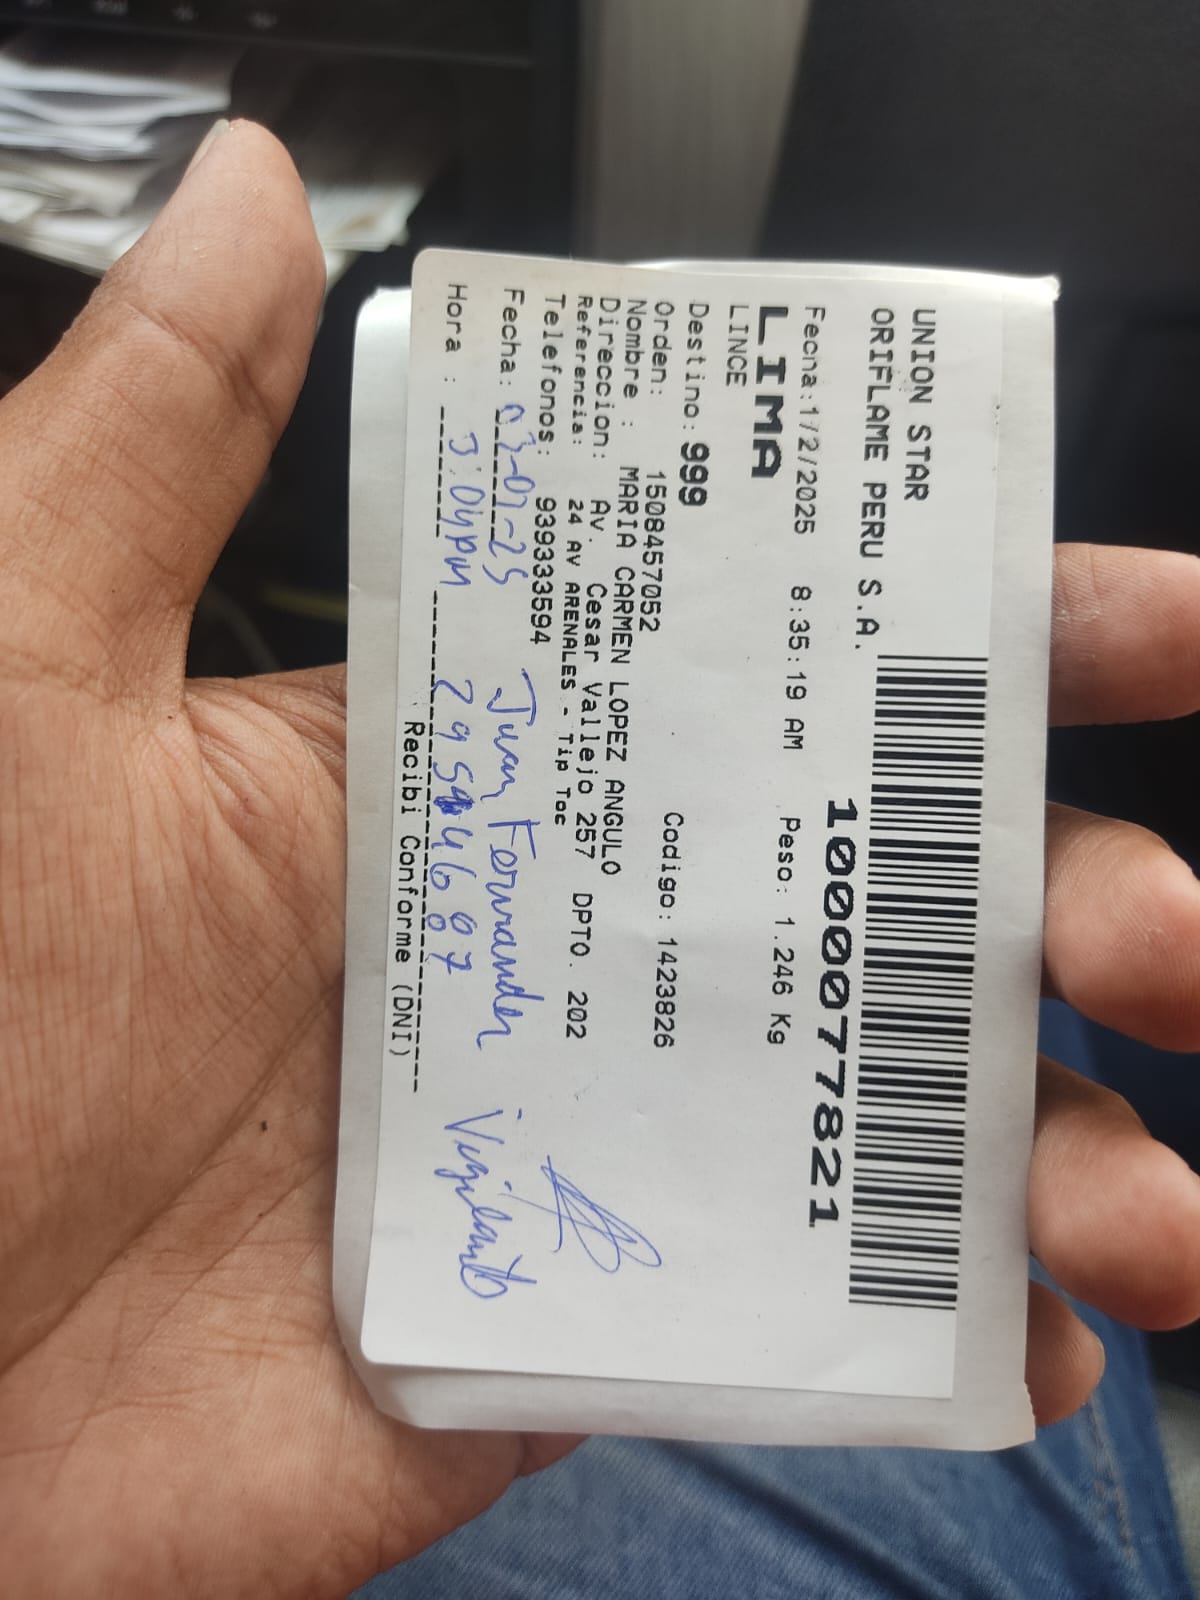 UNION STAR
ORIFLAME PERU S.A.
1000077821
Fecha:1/2/2025 8:35:19 AM Peso: 1.246 Kg
LIMA
LINCE
Destino: 999
Orden: 1508457052 Codigo: 1423826
Nombre : MARIA CARMEN LOPEZ ANGULO
Direccion: Av. Cesar Vallejo 257 DPTO. 202
Referencia: 24 AV ARENALES - Tip Toc
Telefonos: 939333594
Fecha: 03-01-25 Juan Fernandez
Hora : 3:04pm Vigilante
Recibi Conforme (DNI)